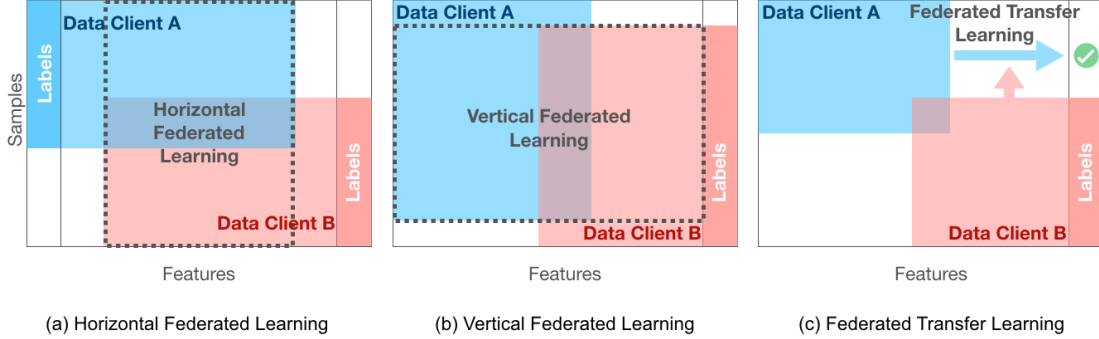 Data Client A
Labels
Samples
Horizontal
Federated
Learning
Labels
Data Client B
Features
(a) Horizontal Federated Learning
Data Client A
Vertical Federated
Learning
Labels
Data Client B
Features
(b) Vertical Federated Learning
Data Client A
Federated Transfer
Learning
Labels
Data Client B
Features
(c) Federated Transfer Learning